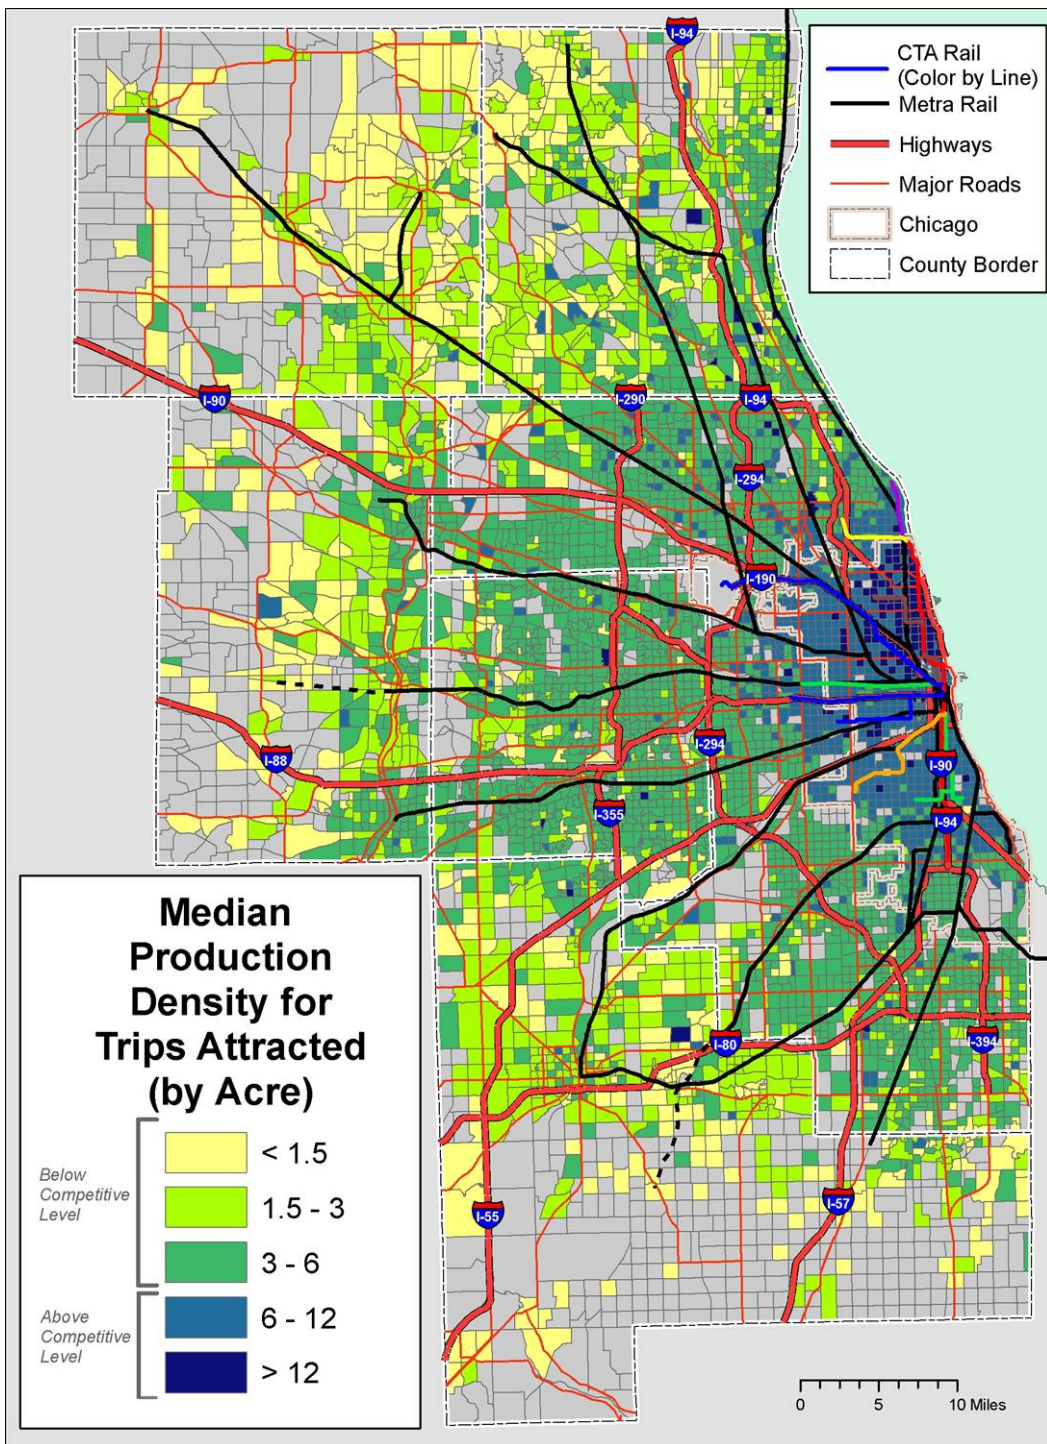 CTA Rail
(Color by Line)
Metra Rail
Highways
Major Roads
Chicago
County Border
I-94
I-90
I-290
I-94
I-294
I-190
I-88
I-294
I-355
I-90
I-94
I-80
I-394
I-55
I-57
Median
Production
Density for
Trips Attracted
(by Acre)
Below
Competitive
Level
< 1.5
1.5 - 3
3 - 6
Above
Competitive
Level
6 - 12
> 12
0 5 10 Miles